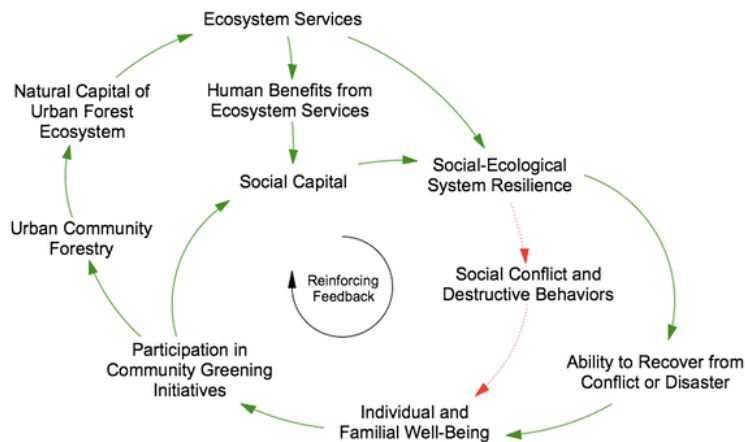 Ecosystem Services
Natural Capital of
Urban Forest
Ecosystem
Human Benefits from
Ecosystem Services
Social Capital
Social-Ecological
System Resilience
Urban Community
Forestry
Reinforcing
Feedback
Social Conflict and
Destructive Behaviors
Participation in
Community Greening
Initiatives
Ability to Recover from
Conflict or Disaster
Individual and
Familial Well-Being